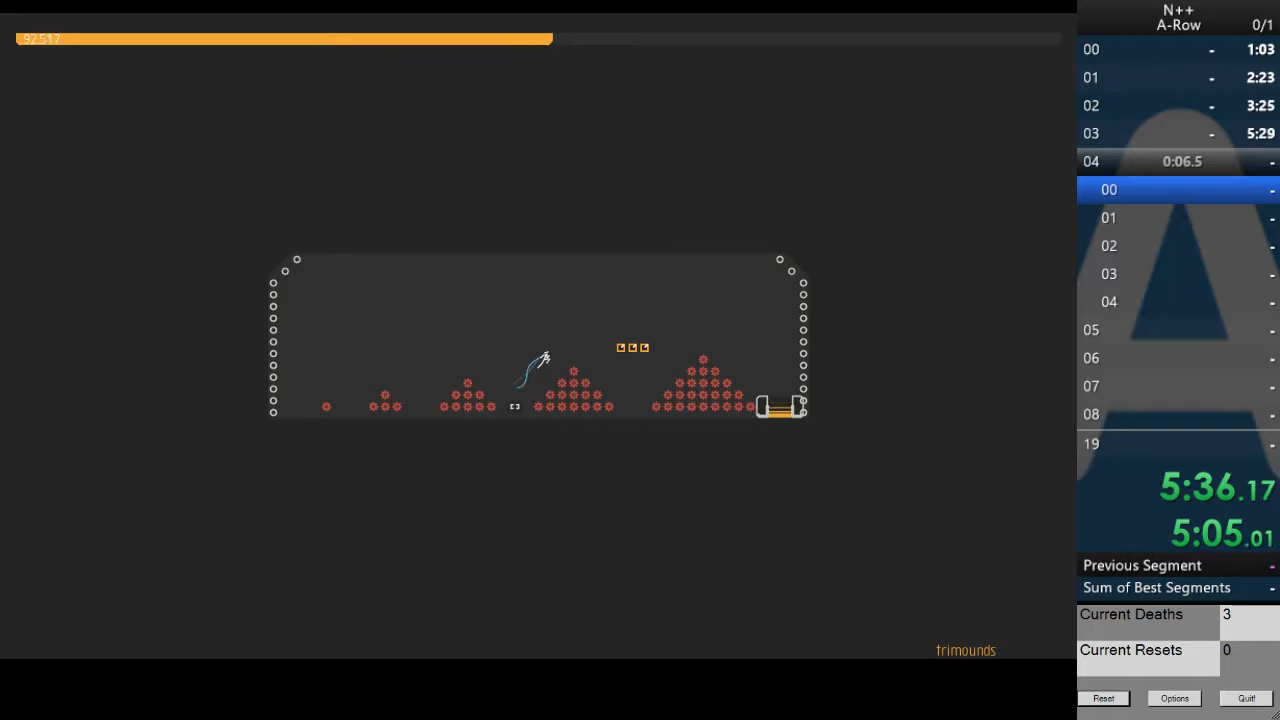 92.517
trimounds
N++
A-Row 0/1
00 - 1:03
01 - 2:23
02 - 3:25
03 - 5:29
04 0:06.5 -
00 -
01 -
02 -
03 -
04 -
05 -
06 -
07 -
08 -
19 -
5:36.17
5:05.01
Previous Segment -
Sum of Best Segments -
Current Deaths 3
Current Resets 0
Reset Options Quit!